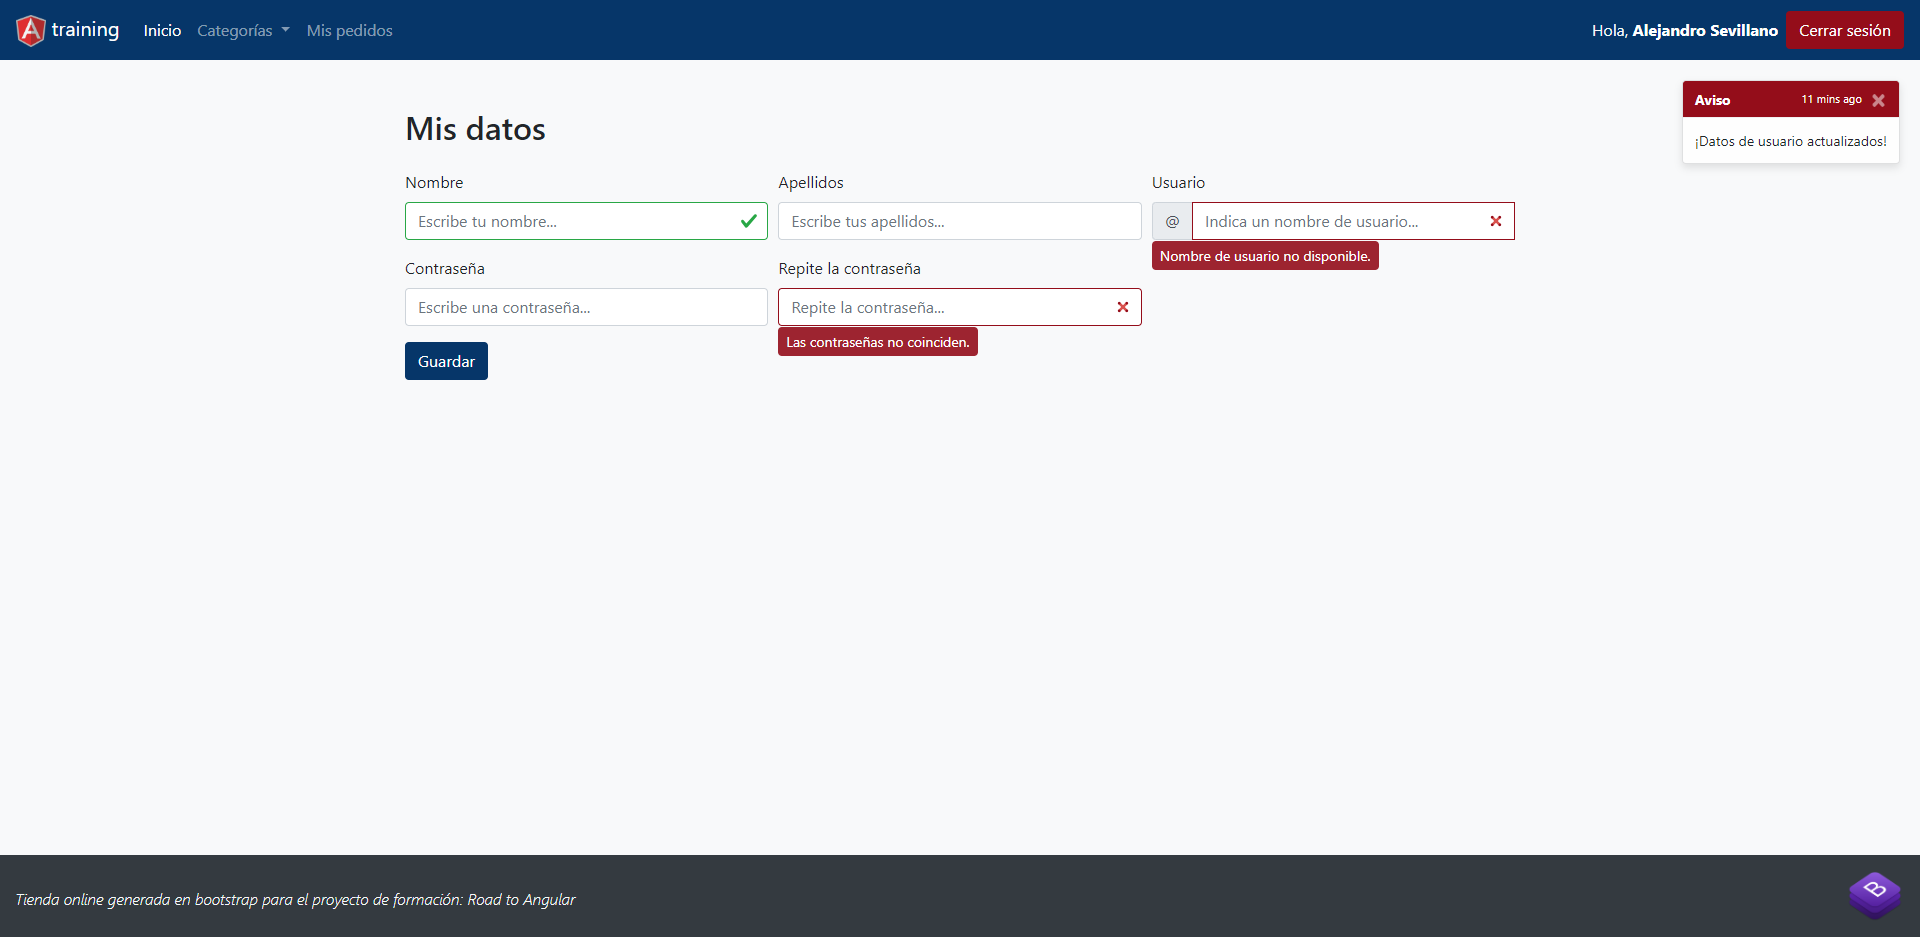 training Inicio Categorías Mis pedidos Hola, Alejandro Sevillano Cerrar sesión
Aviso 11 mins ago
¡Datos de usuario actualizados!
Mis datos
Nombre Apellidos Usuario
Escribe tu nombre... Escribe tus apellidos... @ Indica un nombre de usuario...
Nombre de usuario no disponible.
Contraseña Repite la contraseña
Escribe una contraseña... Repite la contraseña...
Las contraseñas no coinciden.
Guardar
Tienda online generada en bootstrap para el proyecto de formación: Road to Angular